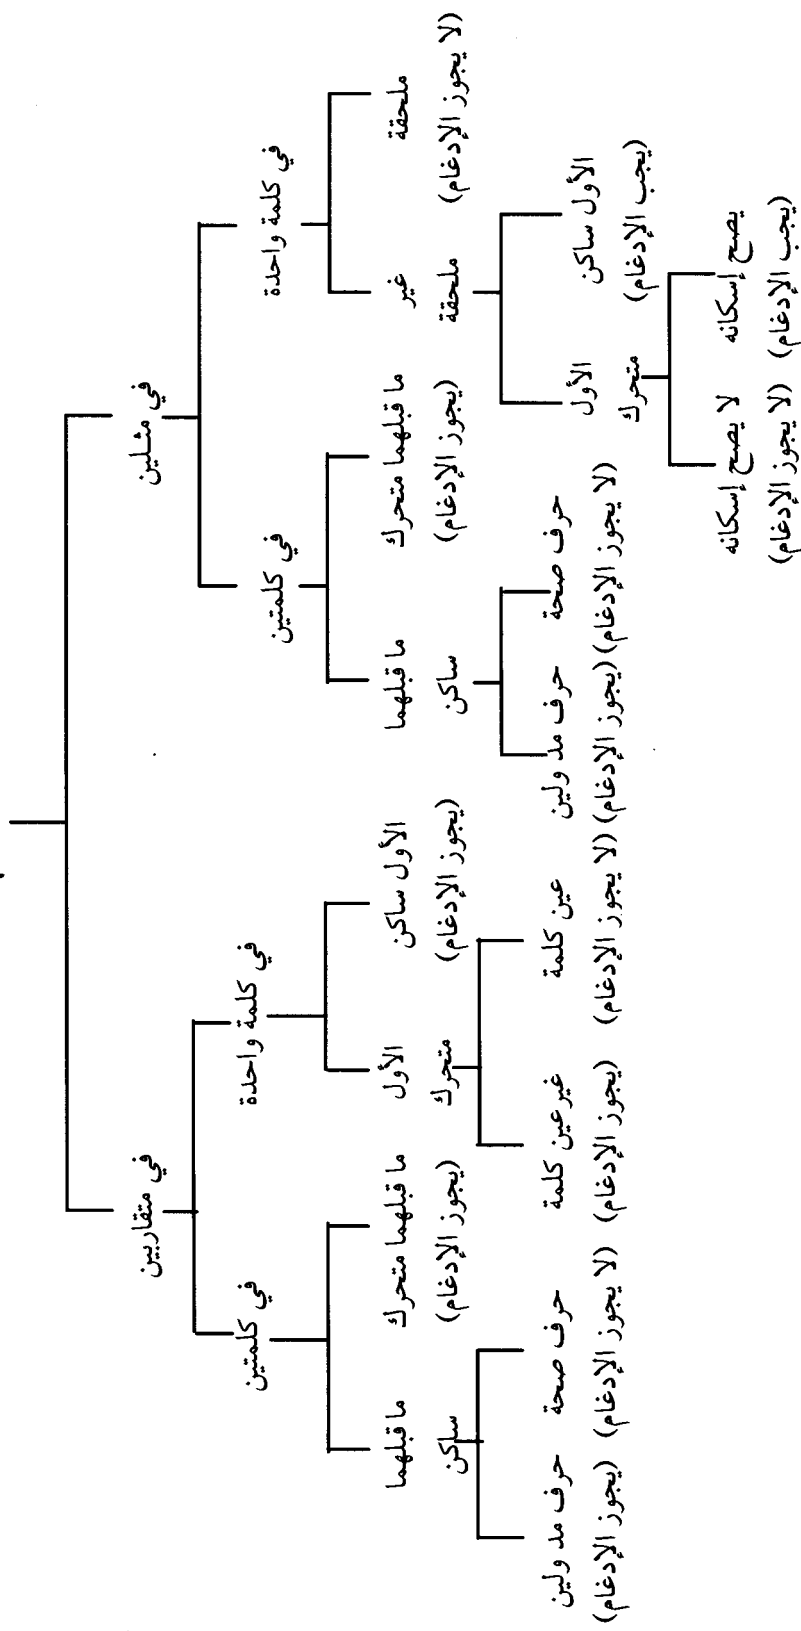 في مثلين
في متقاربين
في كلمة واحدة
في كلمتين
في كلمة واحدة
في كلمتين
ملحقة
(لا يجوز الإدغام)
غير
ملحقة
ما قبلهما متحرك
(يجوز الإدغام)
ما قبلهما
ساكن
الأول ساكن
(يجوز الإدغام)
الأول
متحرك
ما قبلهما متحرك
(يجوز الإدغام)
ما قبلهما
ساكن
الأول ساكن
(يجب الإدغام)
الأول
متحرك
حرف صحة
(لا يجوز الإدغام)
حرف مد ولين
(يجوز الإدغام)
عين كلمة
(لا يجوز الإدغام)
غير عين كلمة
(يجوز الإدغام)
حرف صحة
(لا يجوز الإدغام)
حرف مد ولين
(يجوز الإدغام)
يصح
إسكانه
(يجب الإدغام)
لا يصح إسكانه
(لا يجوز الإدغام)